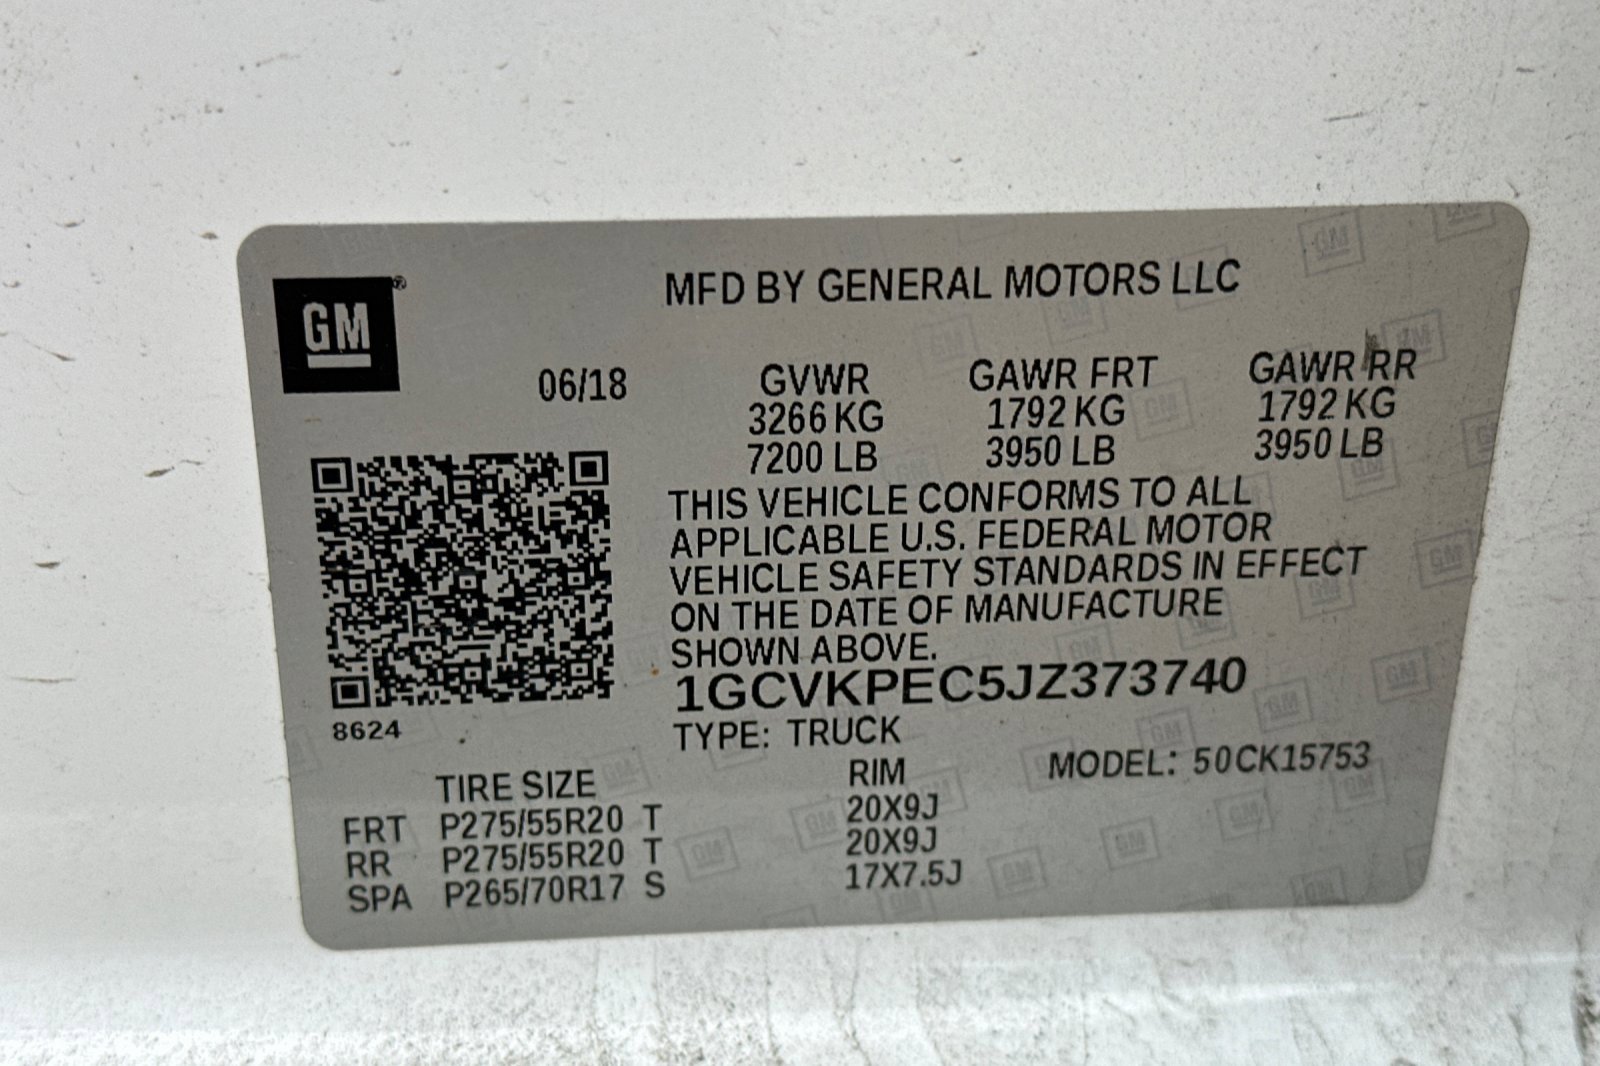 GM®
MFD BY GENERAL MOTORS LLC
06/18
GVWR GAWR FRT GAWR RR
3266 KG 1792 KG 1792 KG
7200 LB 3950 LB 3950 LB
THIS VEHICLE CONFORMS TO ALL
APPLICABLE U.S. FEDERAL MOTOR
VEHICLE SAFETY STANDARDS IN EFFECT
ON THE DATE OF MANUFACTURE
SHOWN ABOVE.
1GCVKPEC5JZ373740
8624
TYPE: TRUCK
MODEL: 50CK15753
TIRE SIZE RIM
FRT P275/55R20 T 20X9J
RR P275/55R20 T 20X9J
SPA P265/70R17 S 17X7.5J